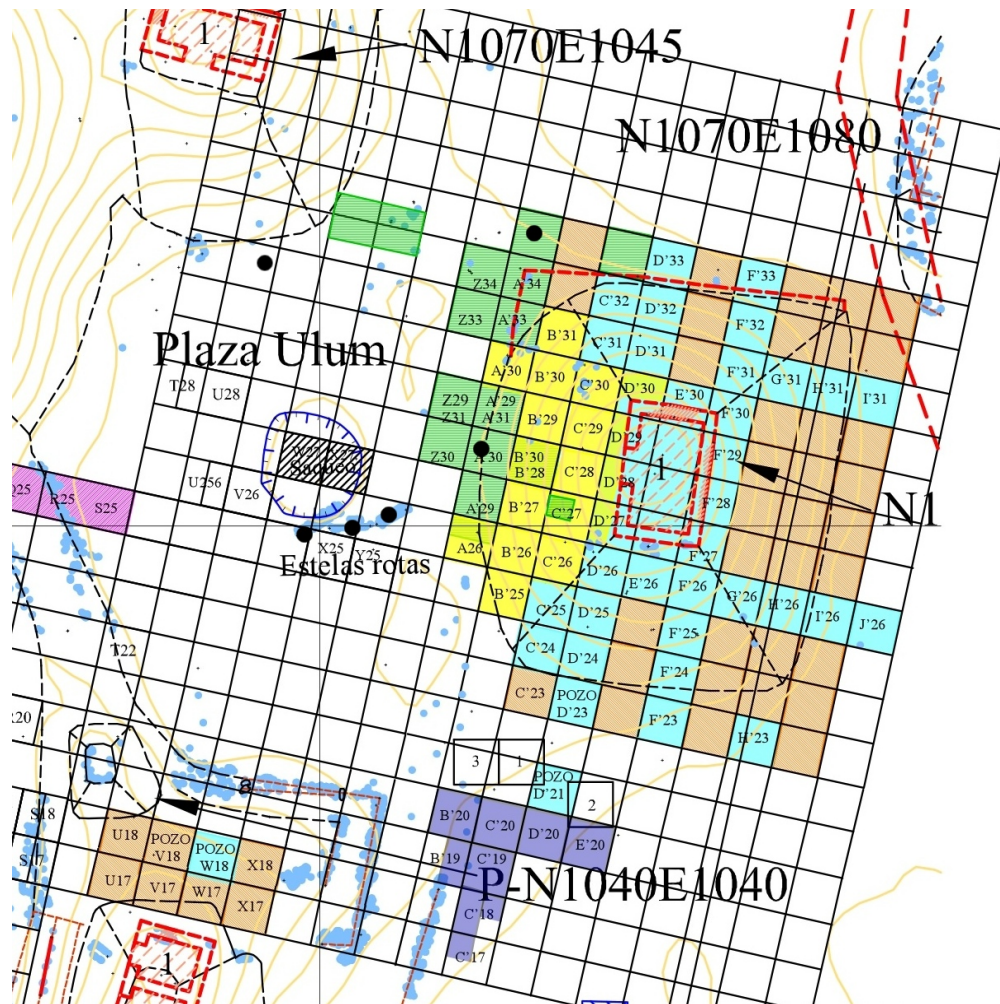 1
N1070E1045
N1070E1080
D'33
F'33
Z34
A'34
C'32
D'32
Z33
A'33
F'32
B'31
C'31
D'31
Plaza Ulum
F'31
G'31
H'31
I'31
T28
U28
A'30
B'30
C'30
D'30
E'30
F'30
Z29
Z31
A'29
A'31
B'29
C'29
D'29
F'29
Saqueo
Z30
A'30
B'30
B'28
C'28
D'28
1
F'28
U256
V26
A'29
B'27
C'27
D'27
N1
X25
Y25
Estelas rotas
Q25
R25
S25
A26
B'26
C'26
D'26
E'26
F'27
F'26
G'26
H'26
I'26
J'26
B'25
C'25
D'25
F'25
T22
C'24
D'24
F'24
C'23
POZO
D'23
F'23
H'23
3
1
POZO
D'21
2
8
S18
U18
POZO
V18
POZO
W18
X18
B'20
C'20
D'20
E'20
S17
U17
V17
W17
X17
B'19
C'19
P-N1040E1040
C'18
C'17
1